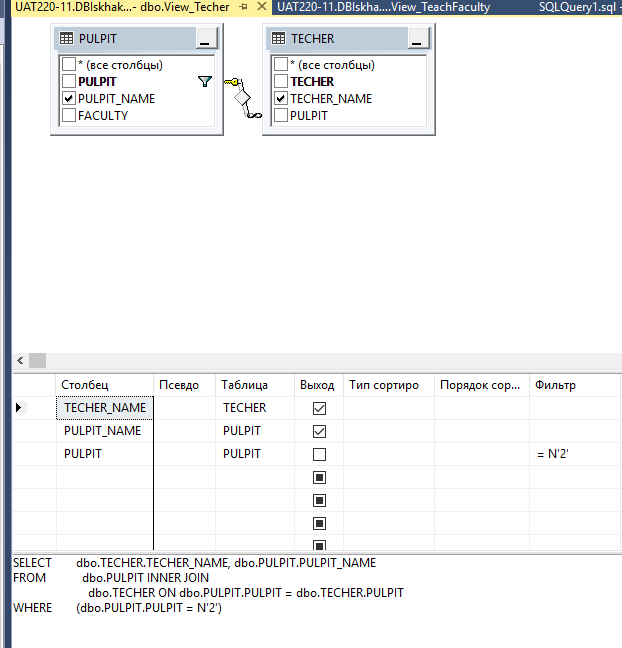 UAT220-11.DBIskhak...- dbo.View_Techer
UAT220-11.DBIskha....View_TeachFaculty
SQLQuery1.sql -
PULPIT
* (все столбцы)
PULPIT
PULPIT_NAME
FACULTY
TECHER
* (все столбцы)
TECHER
TECHER_NAME
PULPIT
Столбец Псевдо Таблица Выход Тип сортиро Порядок сор... Фильтр
TECHER_NAME TECHER
PULPIT_NAME PULPIT
PULPIT PULPIT = N'2'
SELECT dbo.TECHER.TECHER_NAME, dbo.PULPIT.PULPIT_NAME
FROM dbo.PULPIT INNER JOIN
dbo.TECHER ON dbo.PULPIT.PULPIT = dbo.TECHER.PULPIT
WHERE (dbo.PULPIT.PULPIT = N'2')